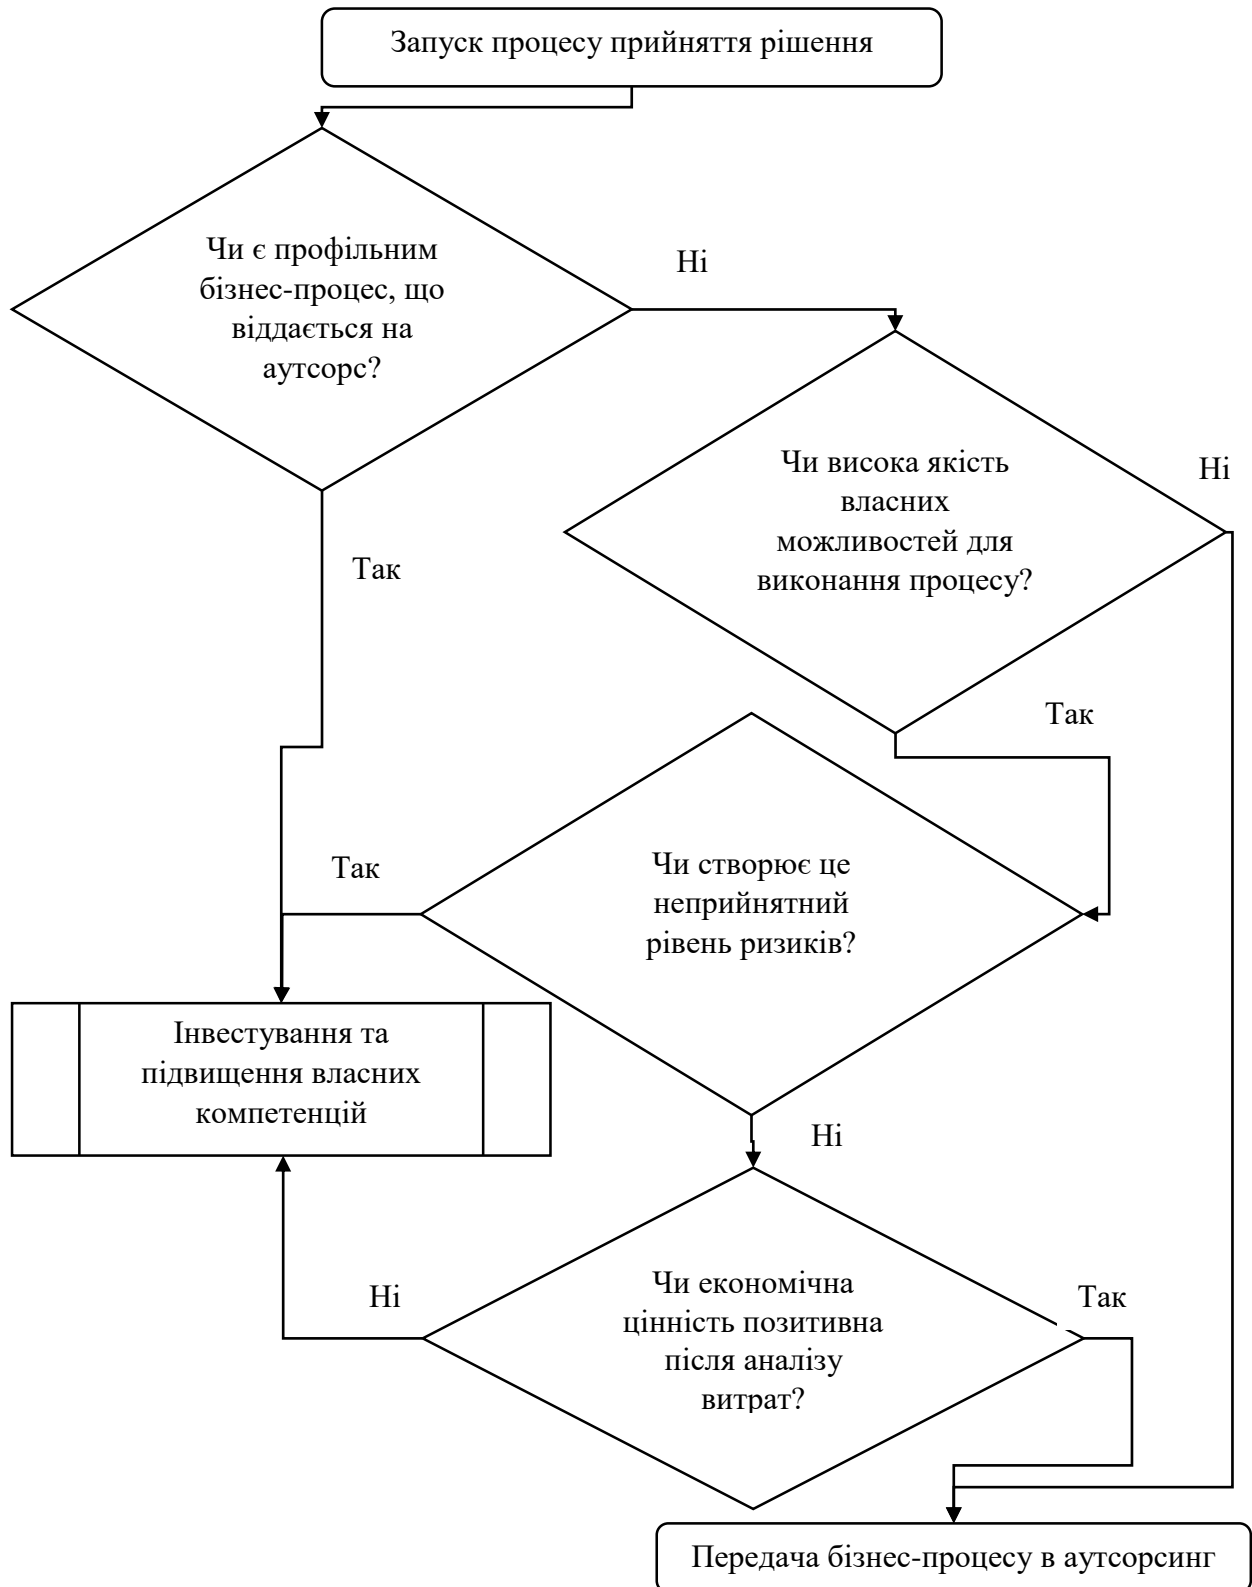 Запуск процесу прийняття рішення
Чи є профільним
бізнес-процес, що
віддається на
аутсорс?
Ні
Чи висока якість
власних
можливостей для
виконання процесу?
Ні
Так
Так
Чи створює це
неприйнятний
рівень ризиків?
Так
Інвестування та
підвищення власних
компетенцій
Ні
Чи економічна
цінність позитивна
після аналізу
витрат?
Ні
Так
Передача бізнес-процесу в аутсорсинг